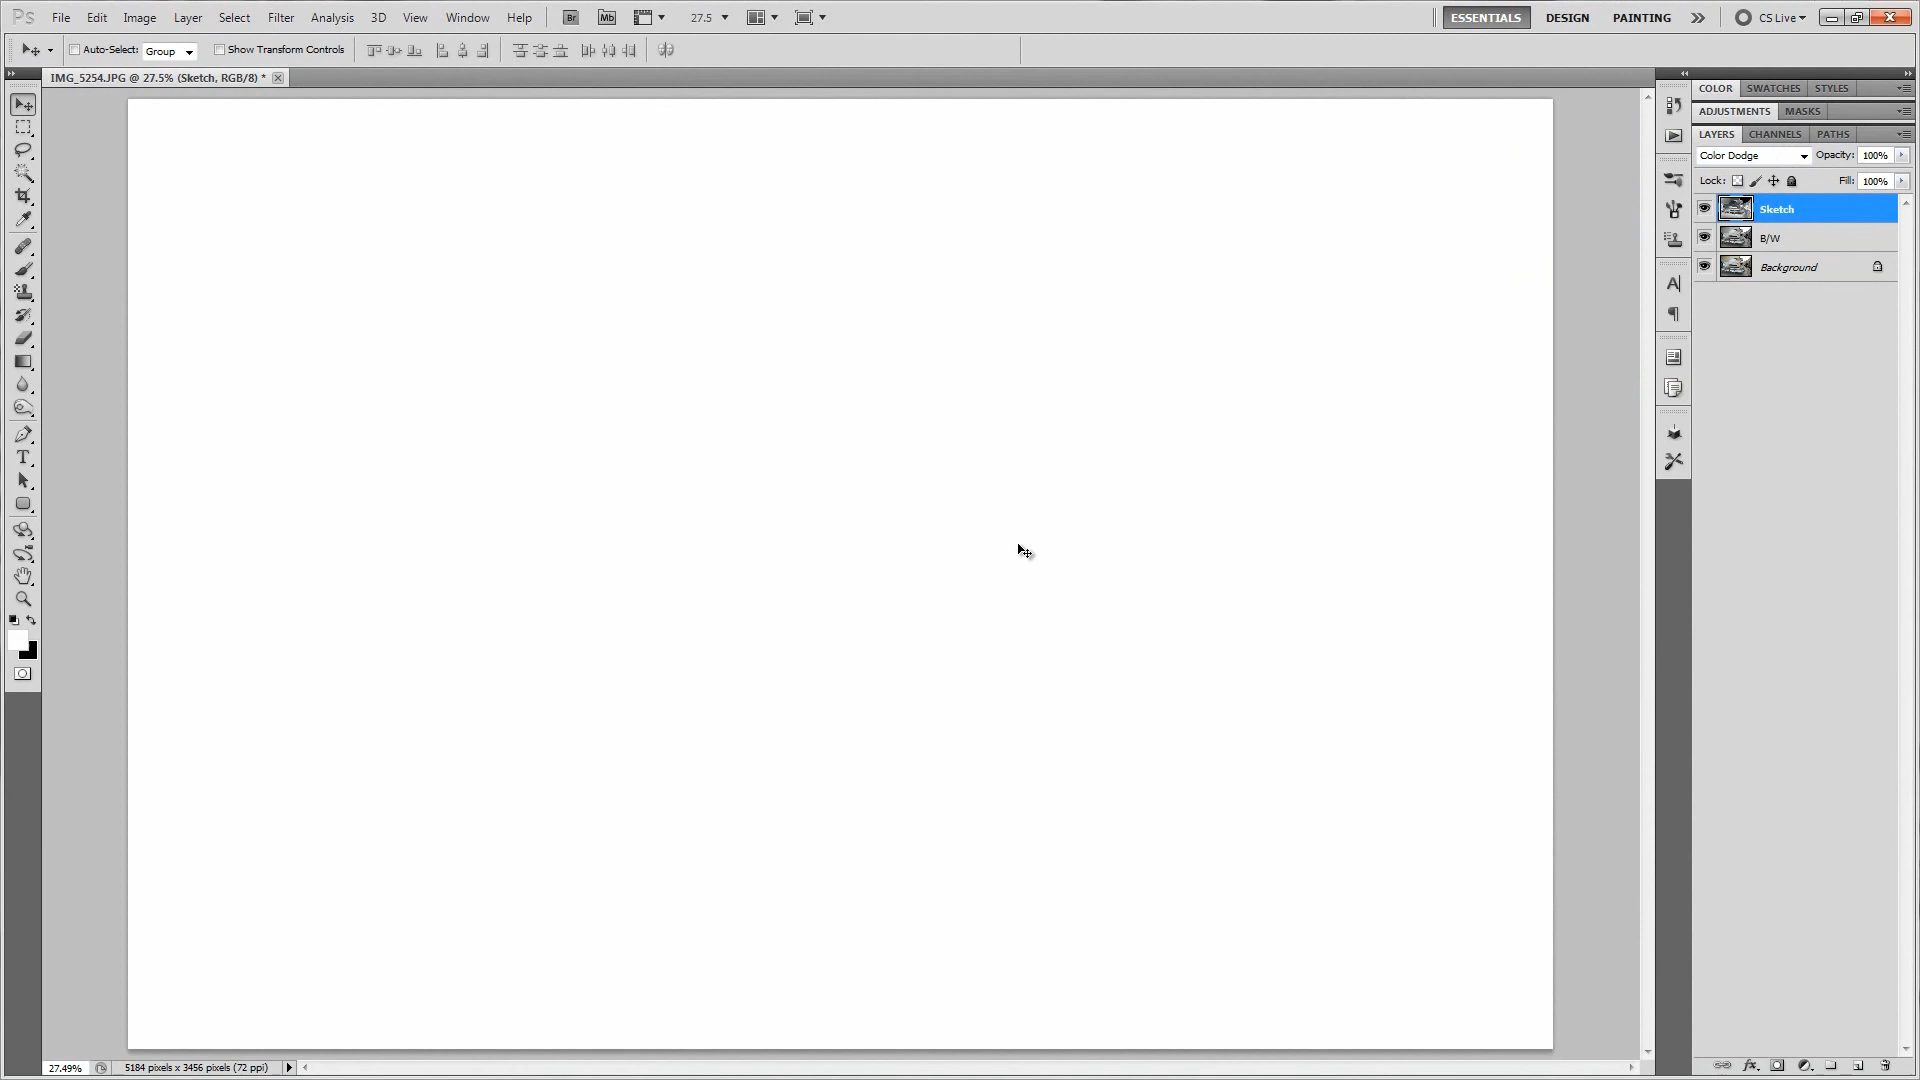 Ps File Edit Image Layer Select Filter Analysis 3D View Window Help Br Mb 27.5 ESSENTIALS DESIGN PAINTING CS Live
Auto-Select: Group Show Transform Controls
IMG_5254.JPG @ 27.5% (Sketch, RGB/8) *
COLOR SWATCHES STYLES
ADJUSTMENTS MASKS
LAYERS CHANNELS PATHS
Color Dodge Opacity: 100%
Lock: Fill: 100%
Sketch
B/W
Background
27.49% 5184 pixels x 3456 pixels (72 ppi)